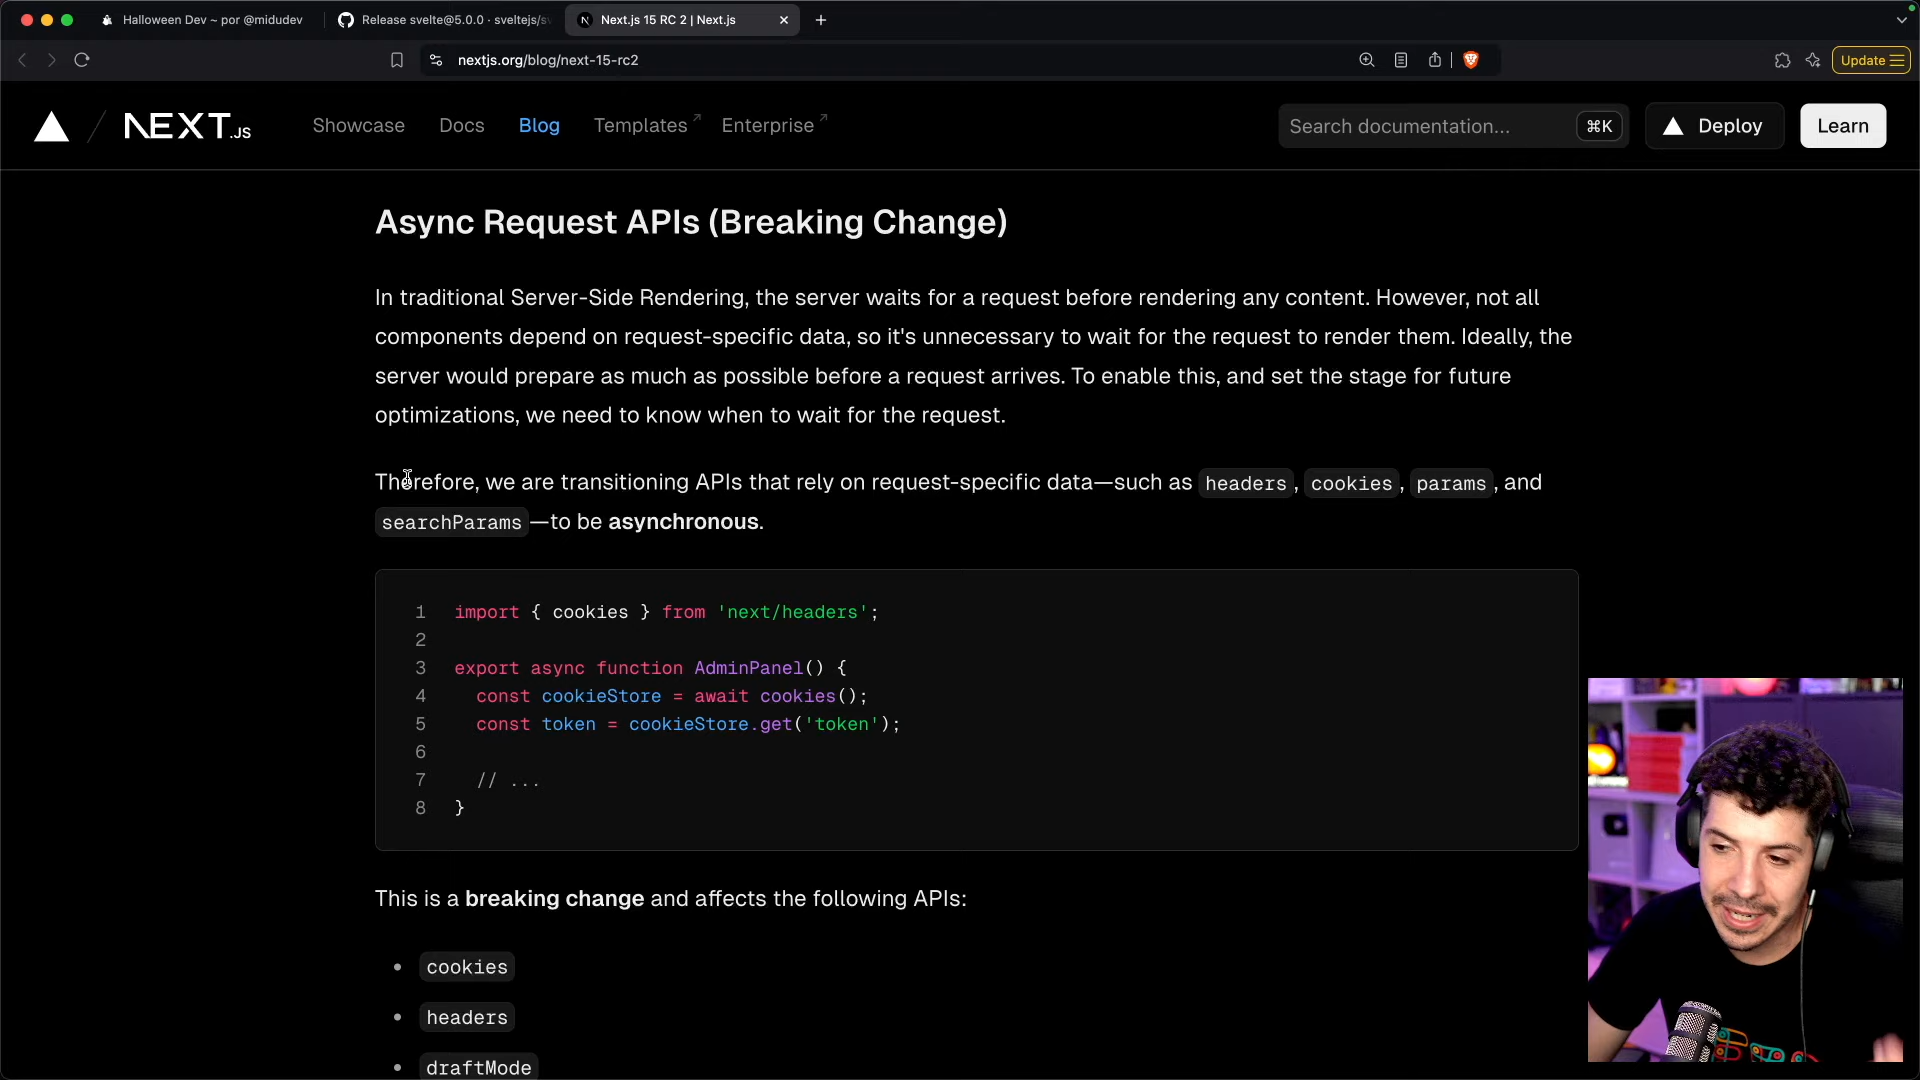 Halloween Dev ~ por @midudev
Release svelte@5.0.0 · sveltejs/sv
Next.js 15 RC 2 | Next.js
nextjs.org/blog/next-15-rc2
Update
NEXT.JS
Showcase
Docs
Blog
Templates
Enterprise
Search documentation...
⌘K
Deploy
Learn
Async Request APIs (Breaking Change)
In traditional Server-Side Rendering, the server waits for a request before rendering any content. However, not all
components depend on request-specific data, so it's unnecessary to wait for the request to render them. Ideally, the
server would prepare as much as possible before a request arrives. To enable this, and set the stage for future
optimizations, we need to know when to wait for the request.
Therefore, we are transitioning APIs that rely on request-specific data—such as headers, cookies, params, and
searchParams—to be asynchronous.
1 import { cookies } from 'next/headers';
2
3 export async function AdminPanel() {
4 const cookieStore = await cookies();
5 const token = cookieStore.get('token');
6
7 // ...
8 }
This is a breaking change and affects the following APIs:
• cookies
• headers
• draftMode